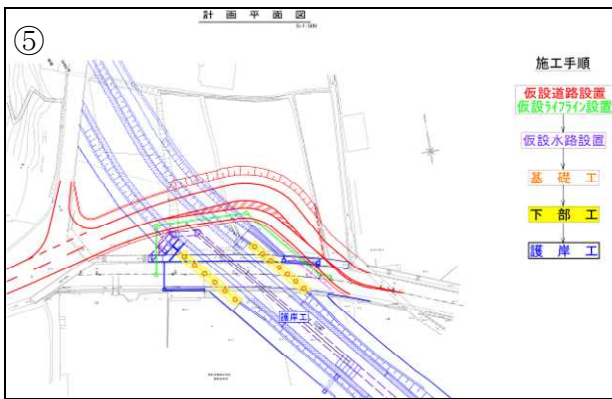 計画平面図
⑤
施工手順
仮設道路設置
仮設ライフライン設置
仮設水路設置
基礎工
下部工
護岸工
護岸工